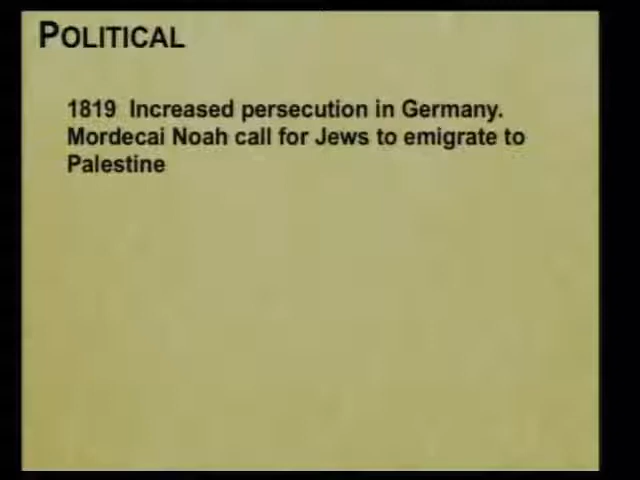 POLITICAL
1819 Increased persecution in Germany.
Mordecai Noah call for Jews to emigrate to
Palestine